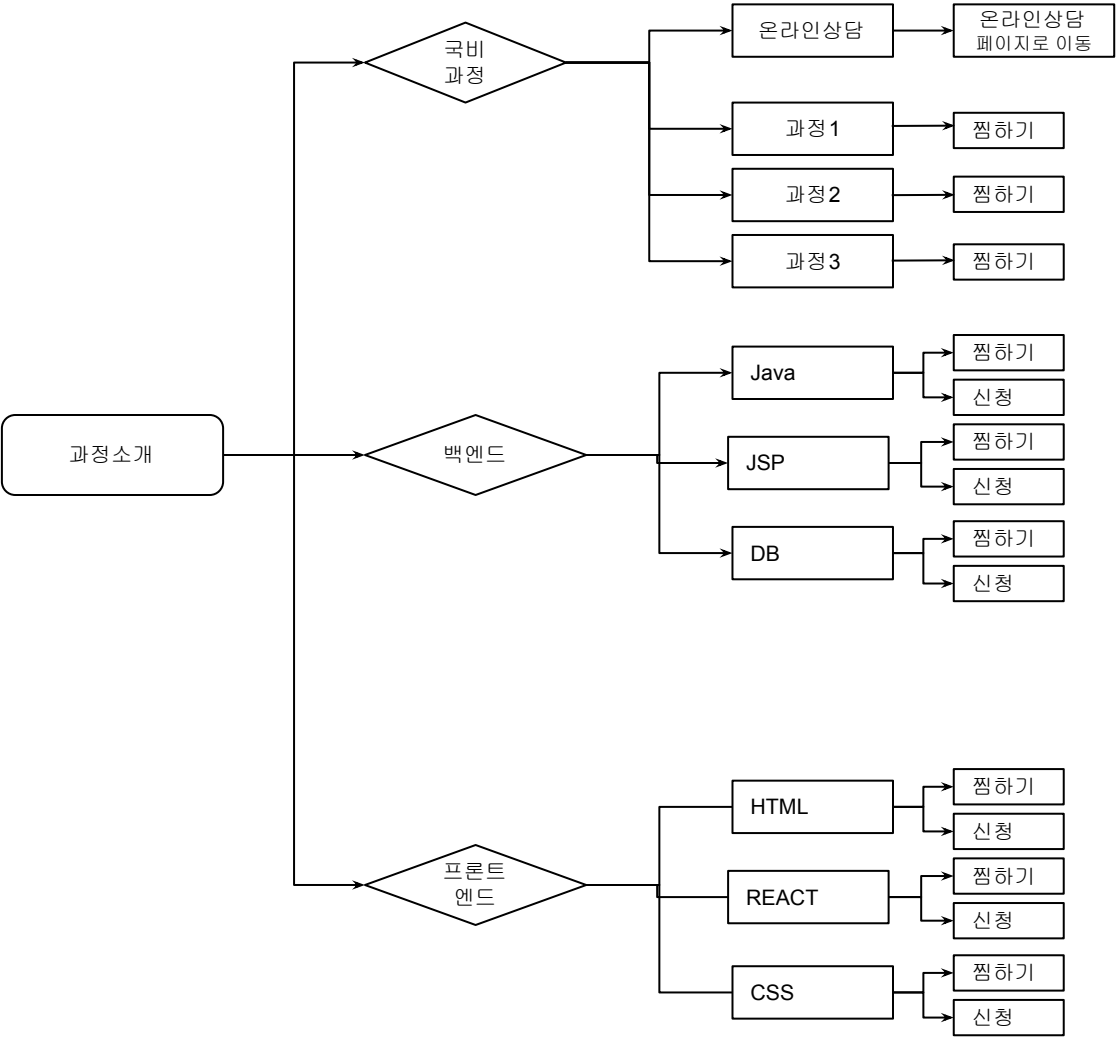 국비
과정
온라인상담
온라인상담
페이지로 이동
과정1
찜하기
과정2
찜하기
과정3
찜하기
Java
찜하기
신청
과정소개
백엔드
JSP
찜하기
신청
DB
찜하기
신청
프론트
엔드
HTML
찜하기
신청
REACT
찜하기
신청
CSS
찜하기
신청